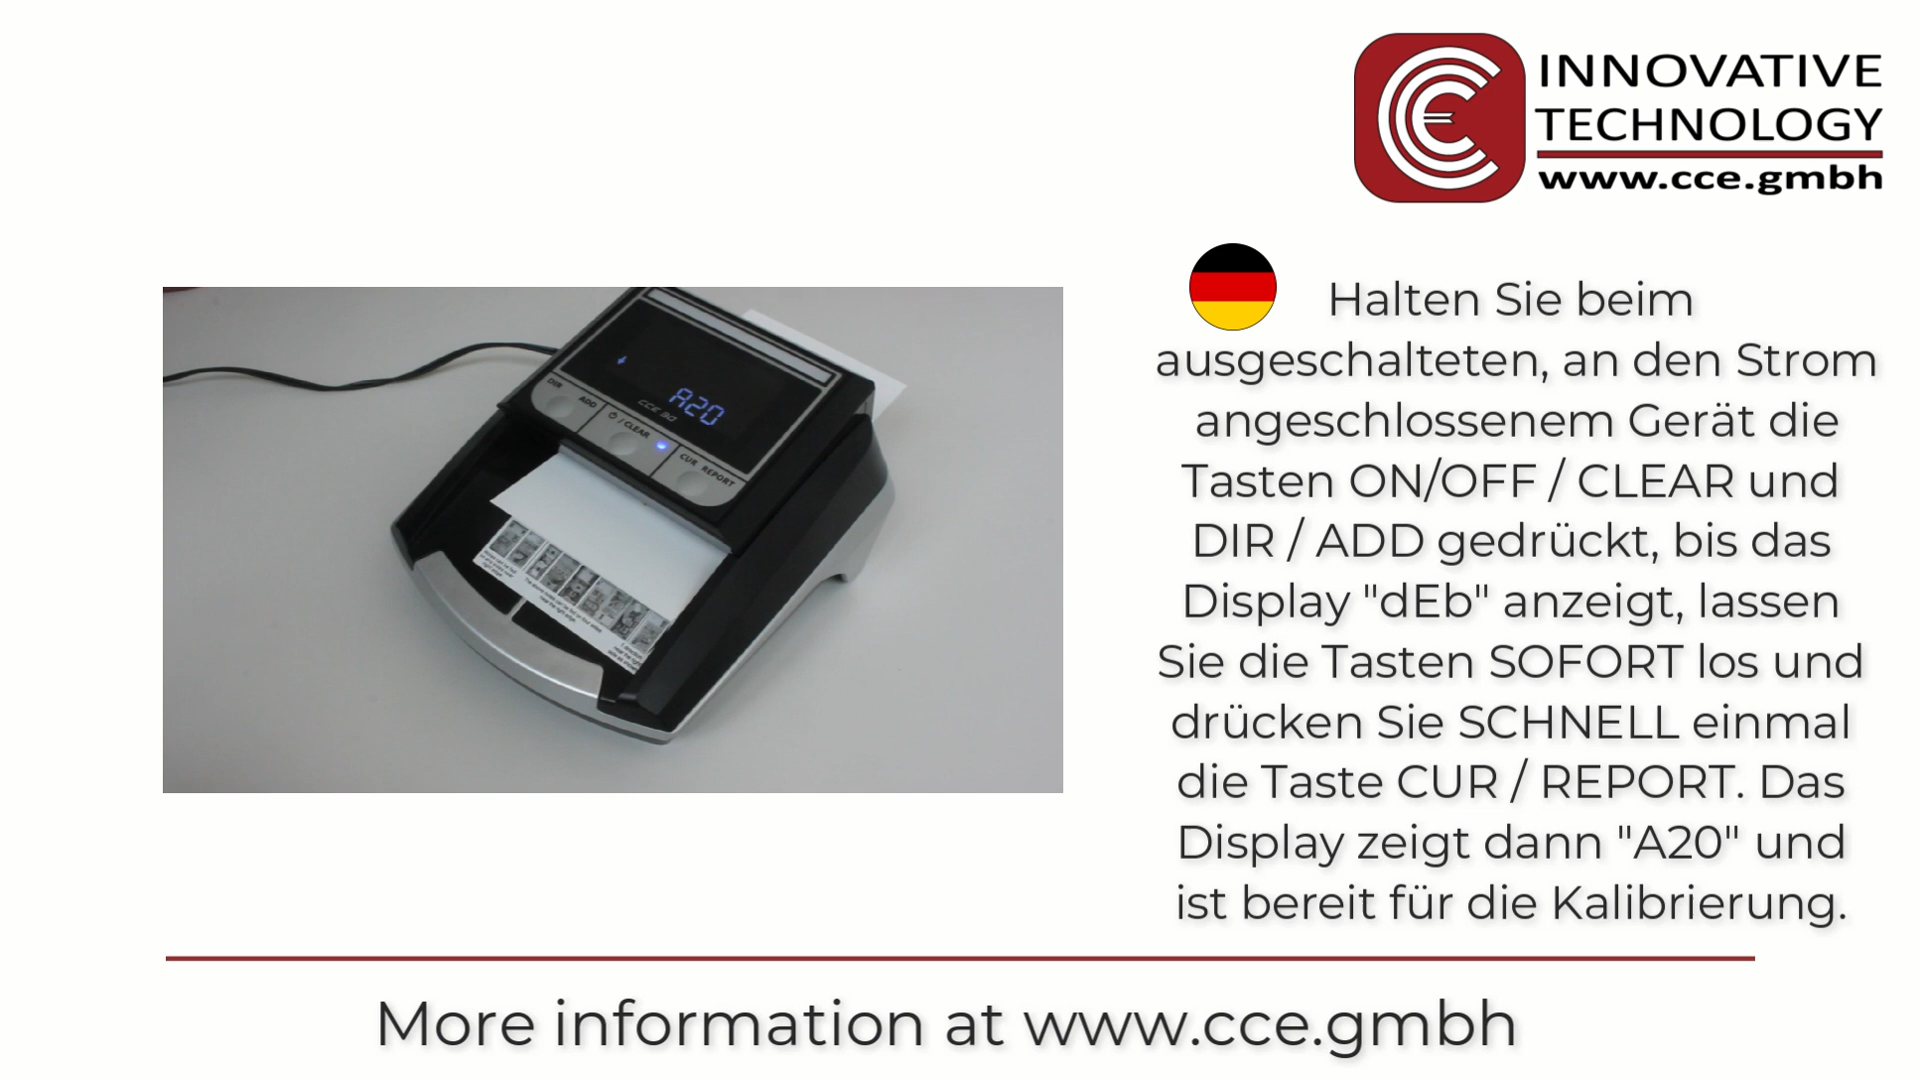 INNOVATIVE
TECHNOLOGY
www.cce.gmbh
Halten Sie beim
ausgeschalteten, an den Strom
angeschlossenem Gerät die
Tasten ON/OFF / CLEAR und
DIR / ADD gedrückt, bis das
Display "dEb" anzeigt, lassen
Sie die Tasten SOFORT los und
drücken Sie SCHNELL einmal
die Taste CUR / REPORT. Das
Display zeigt dann "A20" und
ist bereit für die Kalibrierung.
A20
DIR ADD
/ CLEAR
CUR REPORT
More information at www.cce.gmbh